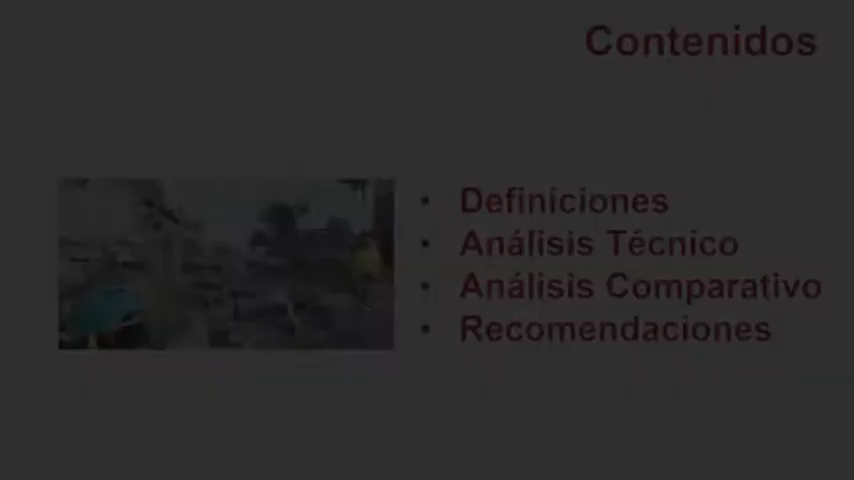 Contenidos
• Definiciones
• Análisis Técnico
• Análisis Comparativo
• Recomendaciones